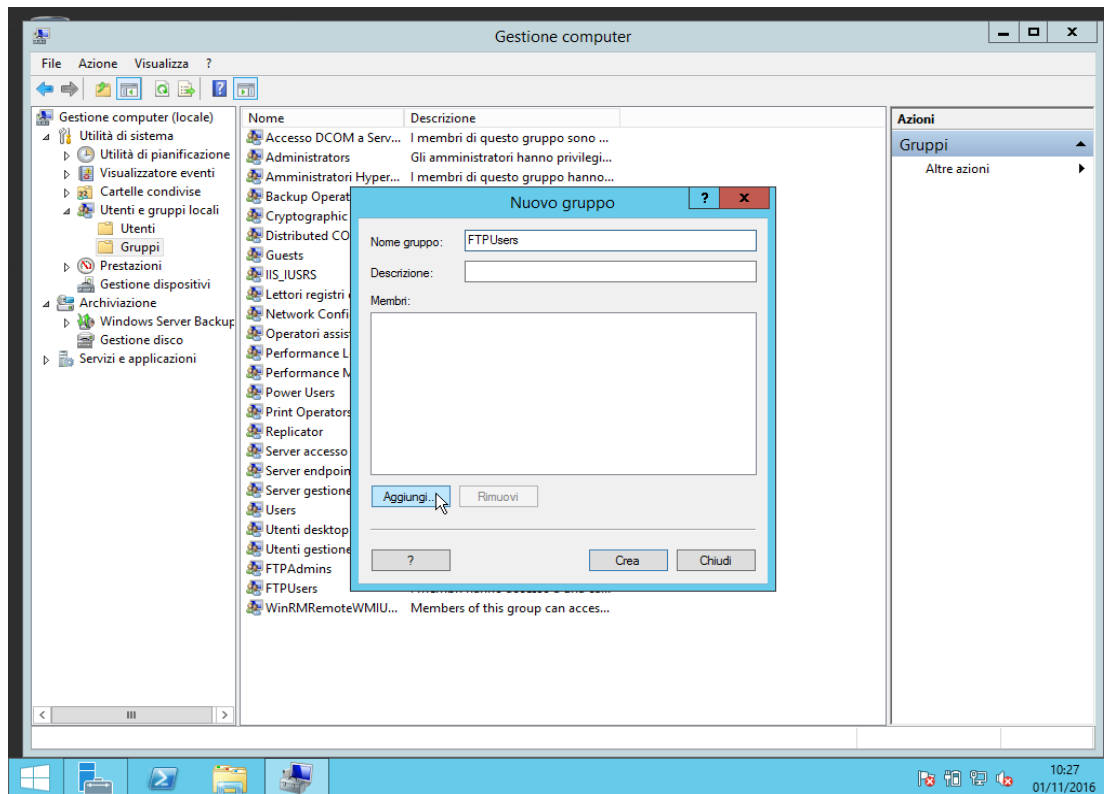 Gestione computer
File Azione Visualizza ?
Gestione computer (locale)
Utilità di sistema
Utilità di pianificazione
Visualizzatore eventi
Cartelle condivise
Utenti e gruppi locali
Utenti
Gruppi
Prestazioni
Gestione dispositivi
Archiviazione
Windows Server Backup
Gestione disco
Servizi e applicazioni
Nome Descrizione
Accesso DCOM a Serv... I membri di questo gruppo sono ...
Administrators Gli amministratori hanno privilegi...
Amministratori Hyper... I membri di questo gruppo hanno...
Backup Operat
Cryptographic
Distributed CO
Guests
IIS_IUSRS
Lettori registri
Network Confi
Operatori assis
Performance L
Performance M
Power Users
Print Operators
Replicator
Server accesso
Server endpoin
Server gestione
Users
Utenti desktop
Utenti gestione
FTPAdmins
FTPUsers
WinRMRemoteWMIU... Members of this group can acces...
Nuovo gruppo
? x
Nome gruppo: FTPUsers
Descrizione:
Membri:
Aggiungi... Rimuovi
? Crea Chiudi
Azioni
Gruppi
Altre azioni
10:27
01/11/2016